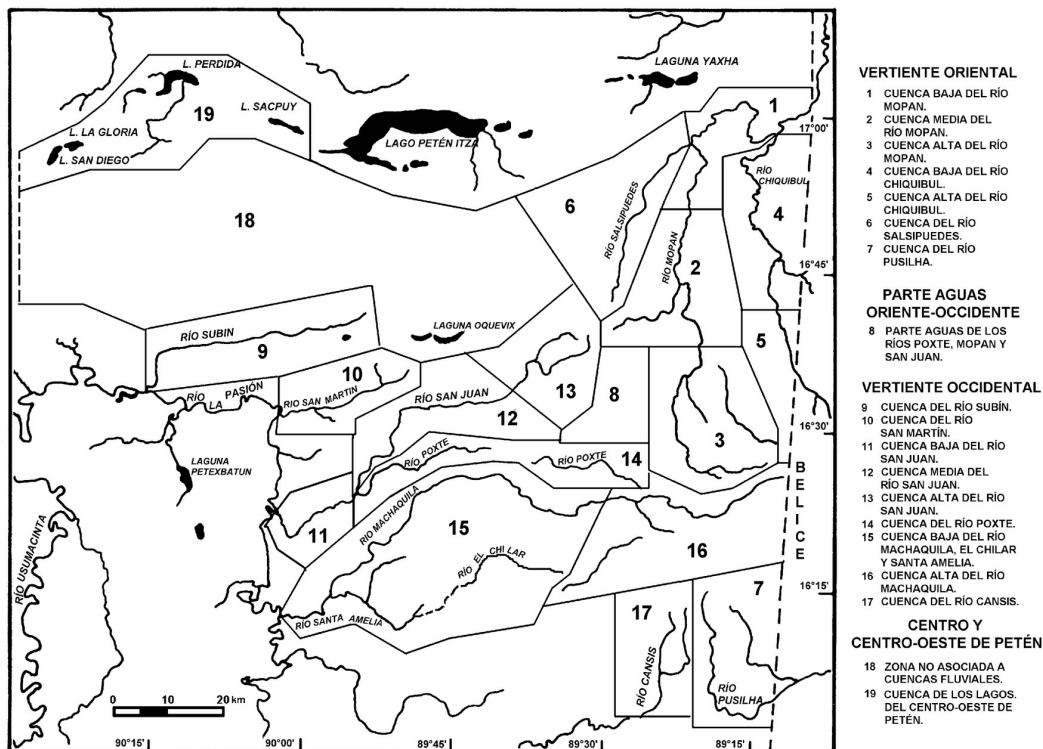 L. PERDIDA
19
L. SACPUY
L. LA GLORIA
L. SAN DIEGO
LAGO PETÉN ITZA
LAGUNA YAXHA
1
17°00'
RÍO
CHIQUIBUL
4
6
RÍO SALSIPUEDES
RÍO MOPAN
2
18
16°45'
RÍO SUBIN
9
LAGUNA OQUEVIX
5
10
RÍO
LA PASIÓN
RIO SAN MARTIN
RÍO SAN JUAN
13
8
12
3
16°30'
LAGUNA
PETEXBATUN
RÍO POXTE
RÍO POXTE
14
BELICE
RÍO USUMACINTA
11
RÍO MACHAQUILA
15
RÍO EL CHILAR
16
16°15'
RÍO SANTA AMELIA
17
7
RÍO CANSIS
RÍO
PUSILHA
0 10 20 km
90°15' 90°00' 89°45' 89°30' 89°15'
VERTIENTE ORIENTAL
1 CUENCA BAJA DEL RÍO
MOPAN.
2 CUENCA MEDIA DEL
RÍO MOPAN.
3 CUENCA ALTA DEL RÍO
MOPAN.
4 CUENCA BAJA DEL RÍO
CHIQUIBUL.
5 CUENCA ALTA DEL RÍO
CHIQUIBUL.
6 CUENCA DEL RÍO
SALSIPUEDES.
7 CUENCA DEL RÍO
PUSILHA.
PARTE AGUAS
ORIENTE-OCCIDENTE
8 PARTE AGUAS DE LOS
RÍOS POXTE, MOPAN Y
SAN JUAN.
VERTIENTE OCCIDENTAL
9 CUENCA DEL RÍO SUBÍN.
10 CUENCA DEL RÍO
SAN MARTÍN.
11 CUENCA BAJA DEL RÍO
SAN JUAN.
12 CUENCA MEDIA DEL
RÍO SAN JUAN.
13 CUENCA ALTA DEL RÍO
SAN JUAN.
14 CUENCA DEL RÍO POXTE.
15 CUENCA BAJA DEL RÍO
MACHAQUILA, EL CHILAR
Y SANTA AMELIA.
16 CUENCA ALTA DEL RÍO
MACHAQUILA.
17 CUENCA DEL RÍO CANSIS.
CENTRO Y
CENTRO-OESTE DE PETÉN
18 ZONA NO ASOCIADA A
CUENCAS FLUVIALES.
19 CUENCA DE LOS LAGOS.
DEL CENTRO-OESTE DE
PETÉN.